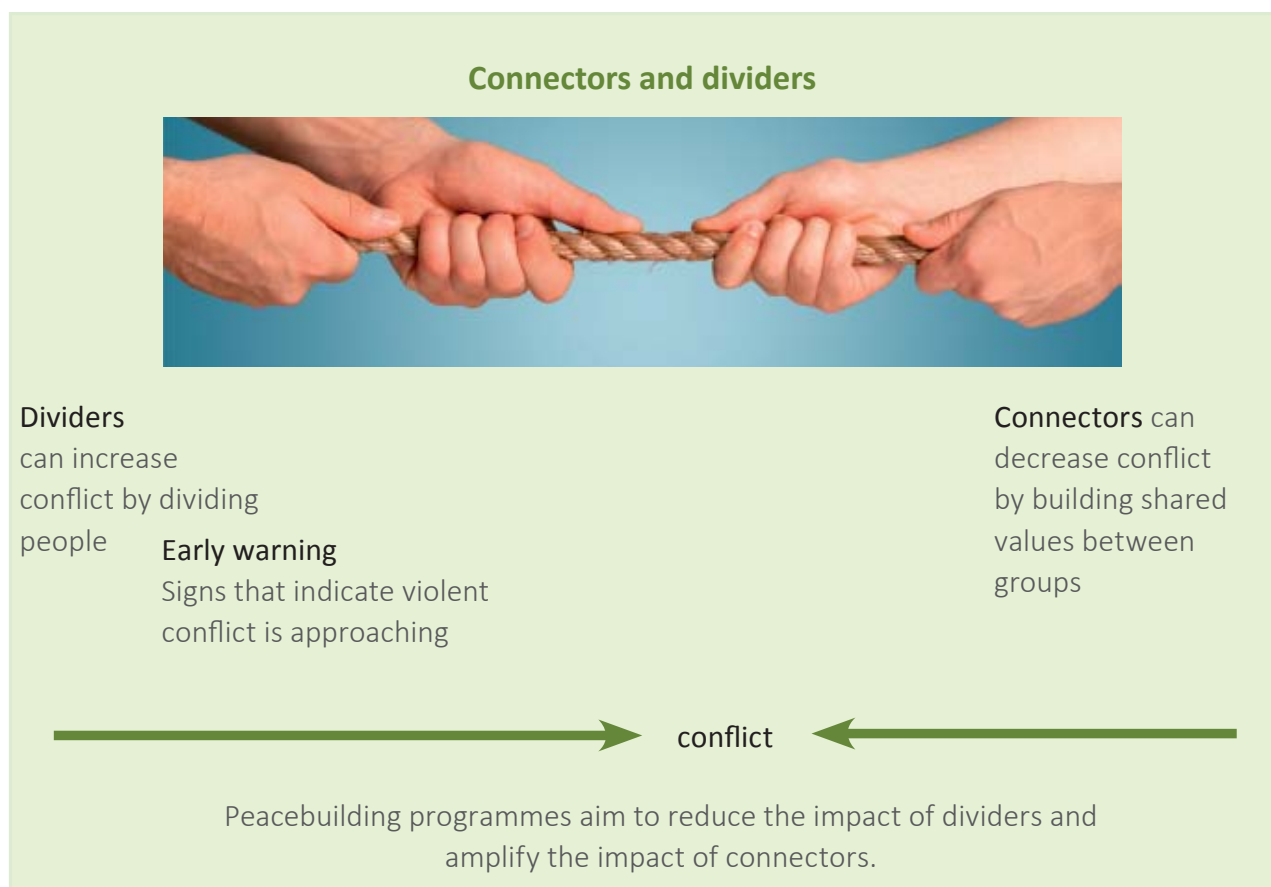 Connectors and dividers
Dividers
can increase
conflict by dividing
people
Early warning
Signs that indicate violent
conflict is approaching
Connectors can
decrease conflict
by building shared
values between
groups
conflict
Peacebuilding programmes aim to reduce the impact of dividers and
amplify the impact of connectors.